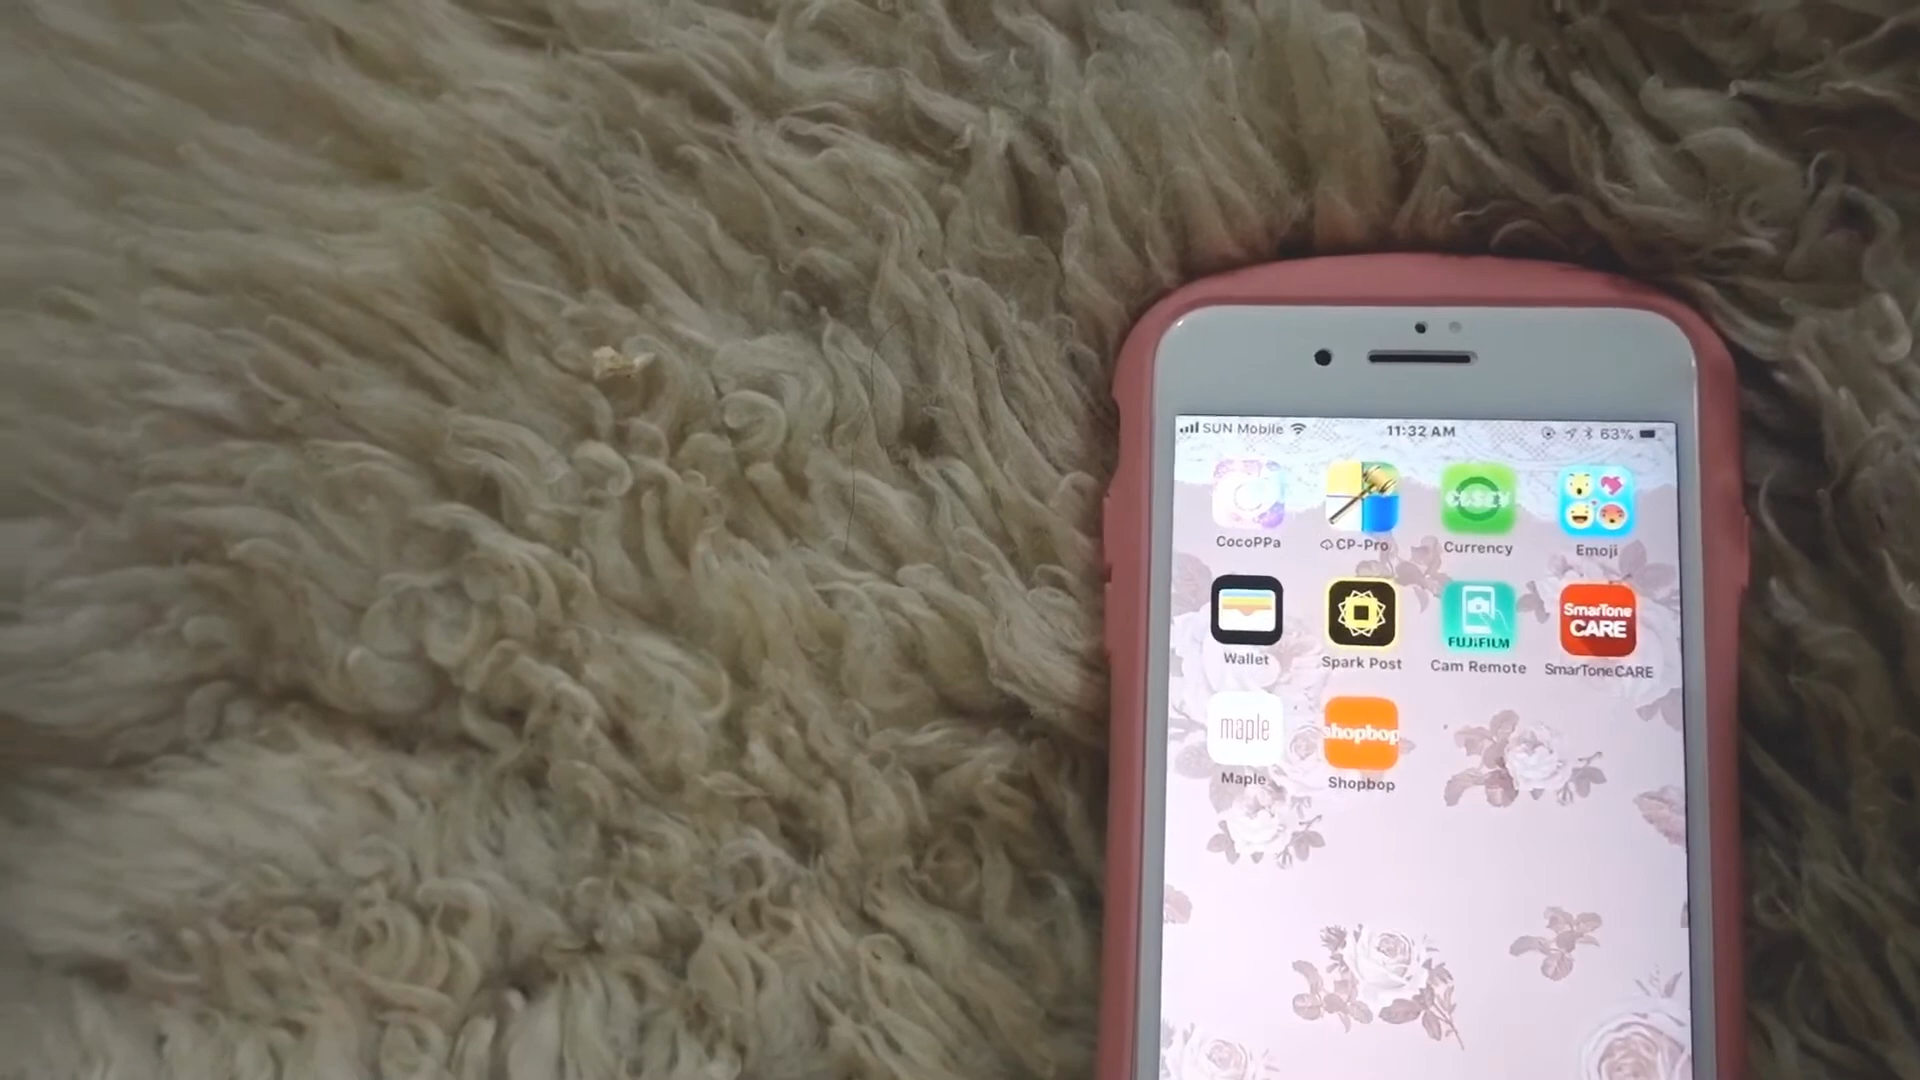 SUN Mobile 11:32 AM 63%
CocoPPa CP-Pro Currency Emoji
FUJIFILM SmarTone CARE
Wallet Spark Post Cam Remote SmarToneCARE
maple shopbop
Maple Shopbop